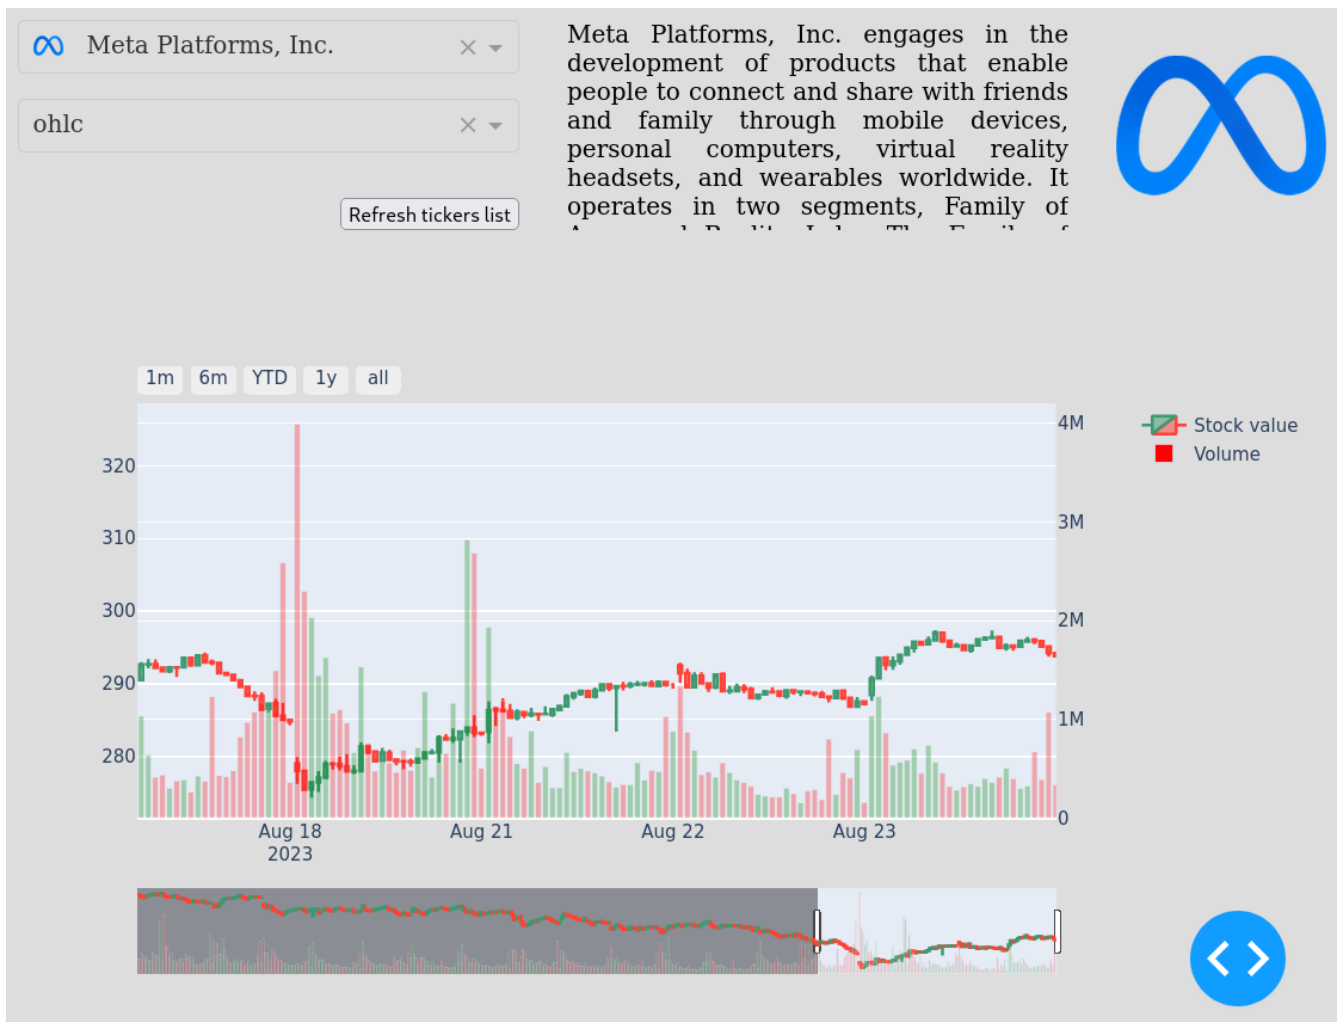 Meta Platforms, Inc.
ohlc
Refresh tickers list
Meta Platforms, Inc. engages in the
development of products that enable
people to connect and share with friends
and family through mobile devices,
personal computers, virtual reality
headsets, and wearables worldwide. It
operates in two segments, Family of
1m 6m YTD 1y all
4M
320
3M
310
300
2M
290
1M
280
0
Aug 18 Aug 21 Aug 22 Aug 23
2023
Stock value
Volume